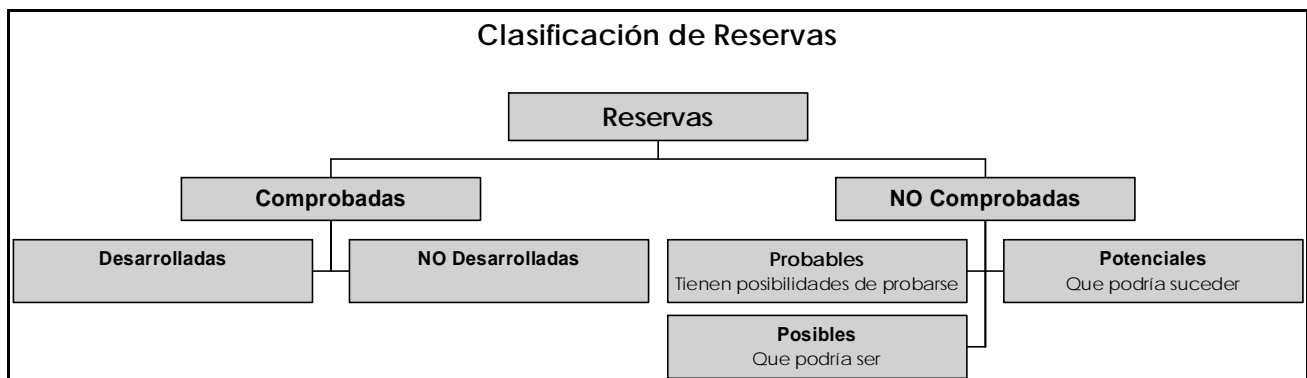 Clasificación de Reservas
Reservas
Comprobadas
NO Comprobadas
Desarrolladas
NO Desarrolladas
Probables
Tienen posibilidades de probarse
Potenciales
Que podría suceder
Posibles
Que podría ser